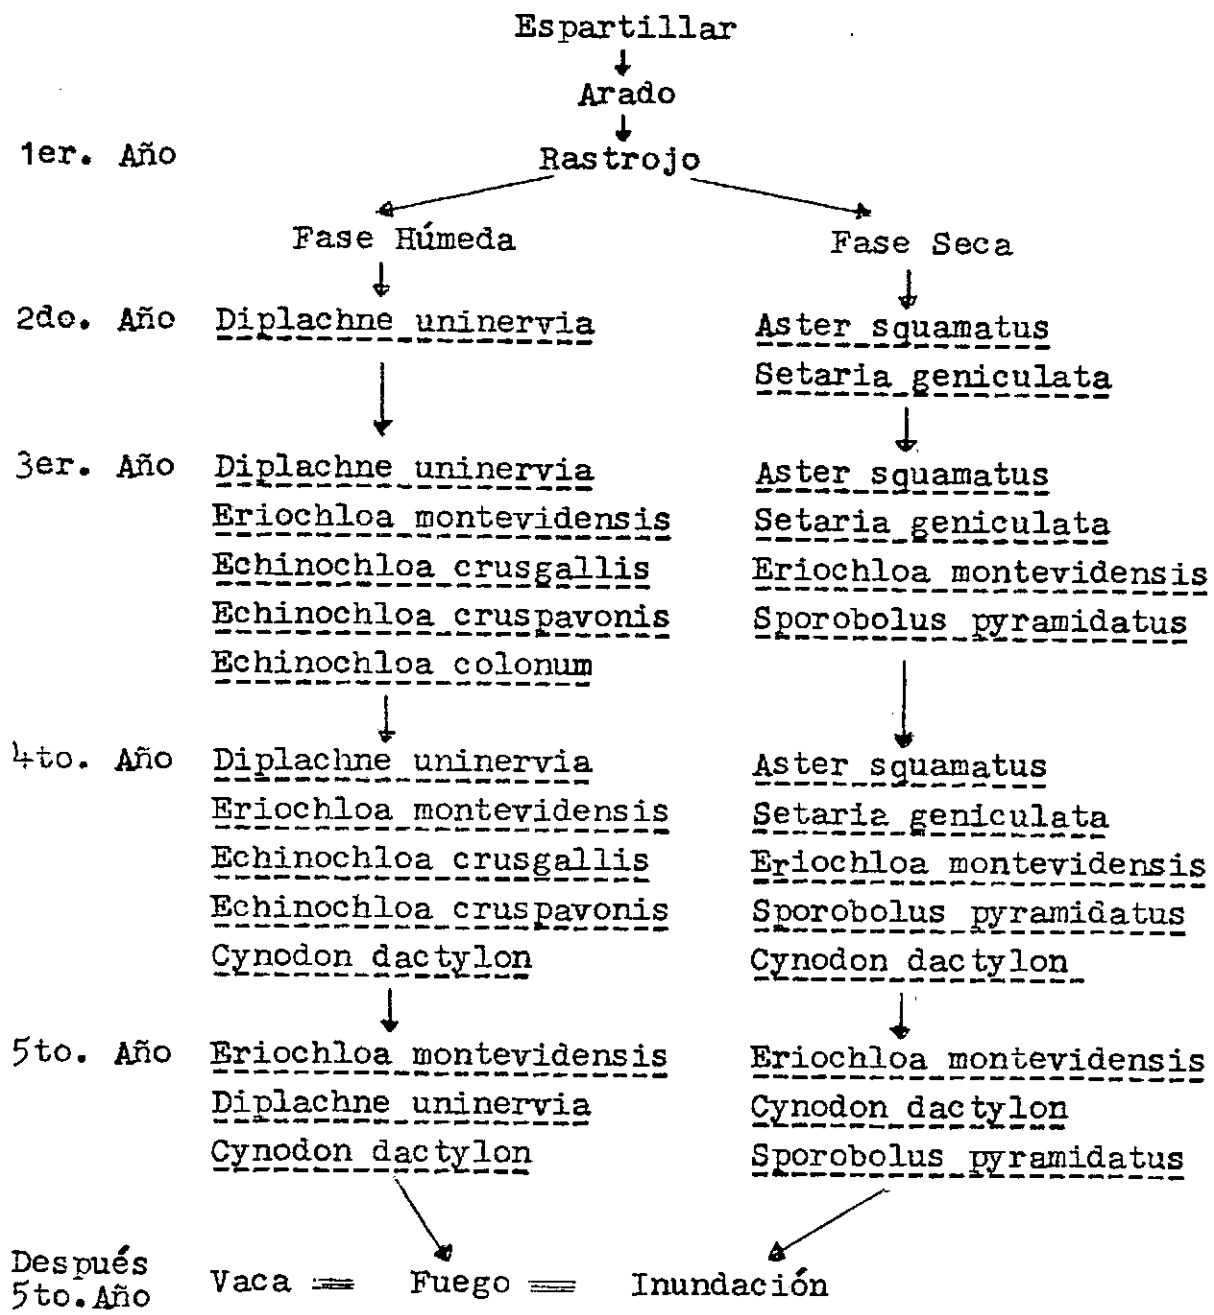 Espartillar
Arado
1er. Año Rastrojo
Fase Húmeda Fase Seca
2do. Año Diplachne uninervia Aster squamatus
Setaria geniculata
3er. Año Diplachne uninervia Aster squamatus
Eriochloa montevidensis Setaria geniculata
Echinochloa crusgallis Eriochloa montevidensis
Echinochloa cruspavonis Sporobolus pyramidatus
Echinochloa colonum
4to. Año Diplachne uninervia Aster squamatus
Eriochloa montevidensis Setaria geniculata
Echinochloa crusgallis Eriochloa montevidensis
Echinochloa cruspavonis Sporobolus pyramidatus
Cynodon dactylon Cynodon dactylon
5to. Año Eriochloa montevidensis Eriochloa montevidensis
Diplachne uninervia Cynodon dactylon
Cynodon dactylon Sporobolus pyramidatus
Después
5to.Año Vaca = Fuego = Inundación